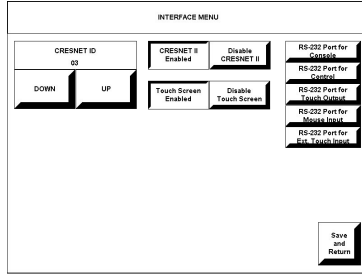 INTERFACE MENU
CRESNET ID
03
DOWN
UP
CRESNET II
Enabled
Disable
CRESNET II
Touch Screen
Enabled
Disable
Touch Screen
RS-232 Port for
Console
RS-232 Port for
Control
RS-232 Port for
Touch Output
RS-232 Port for
Mouse Input
RS-232 Port for
Ext. Touch Input
Save
and
Return